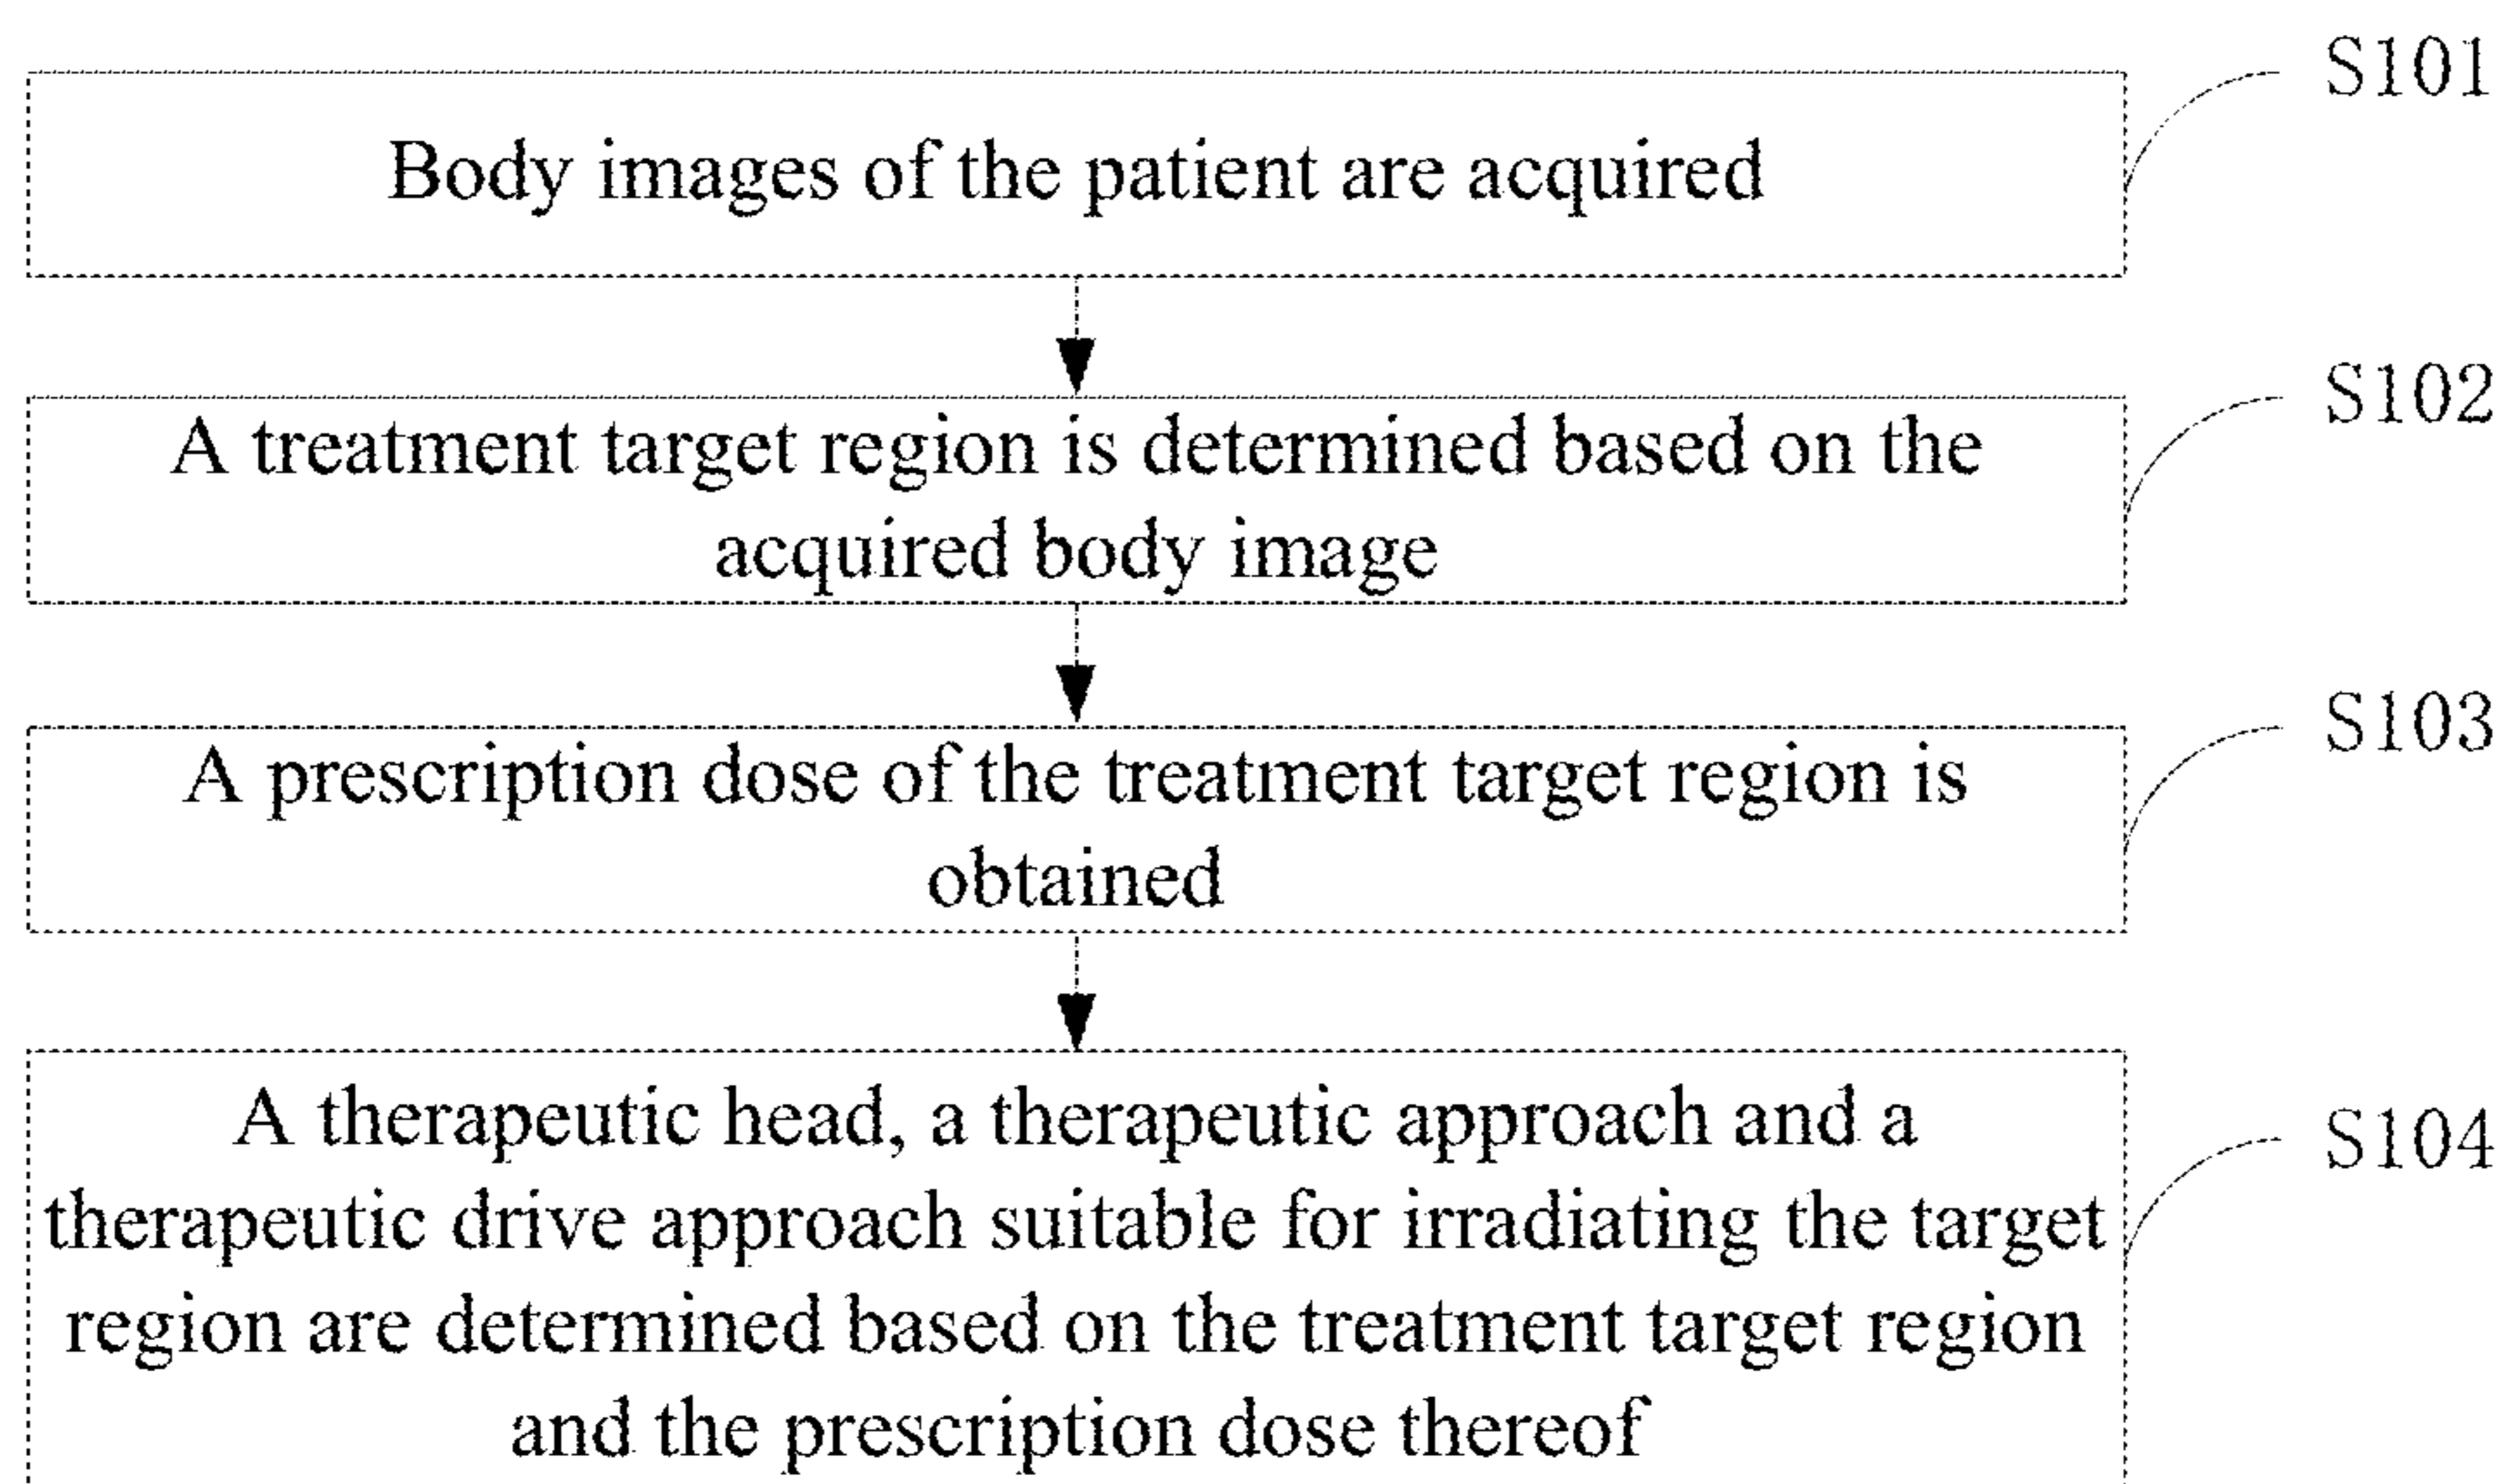 S101
Body images of the patient are acquired
S102
A treatment target region is determined based on the
acquired body image
S103
A prescription dose of the treatment target region is
obtained
S104
A therapeutic head, a therapeutic approach and a
therapeutic drive approach suitable for irradiating the target
region are determined based on the treatment target region
and the prescription dose thereof